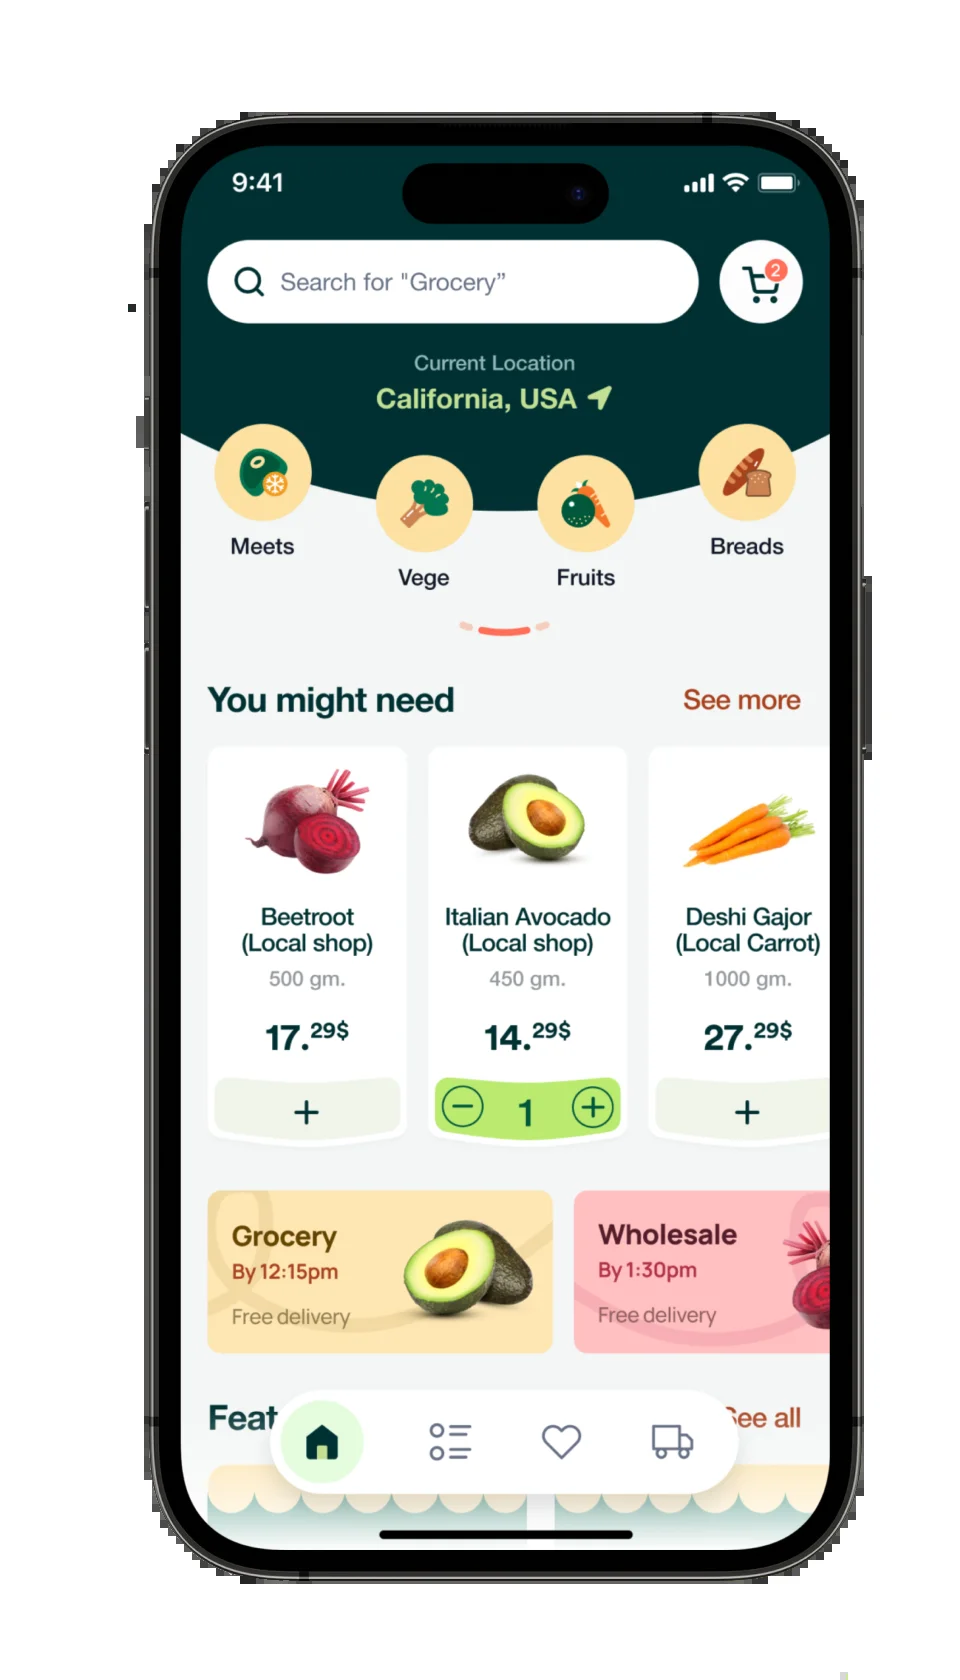 9:41
Search for "Grocery”
2
Current Location
California, USA
Meets
Breads
Vege
Fruits
You might need
See more
Beetroot
(Local shop)
500 gm.
17.29$
+
Italian Avocado
(Local shop)
450 gm.
14.29$
1
Deshi Gajor
(Local Carrot)
1000 gm.
27.29$
+
Grocery
By 12:15pm
Free delivery
Wholesale
By 1:30pm
Free delivery
Feat
See all